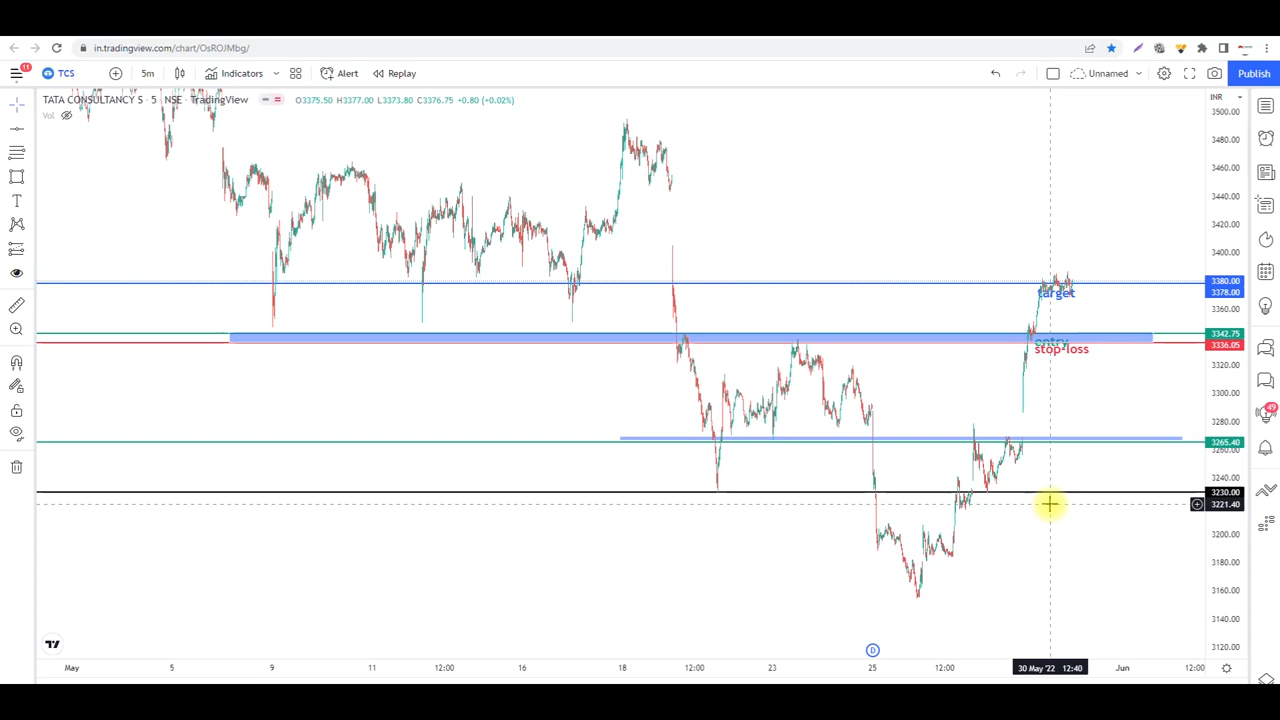 in.tradingview.com/chart/OsROJMbg/
11
TCS
5m
Indicators
Alert
Replay
Unnamed
Publish
TATA CONSULTANCY S · 5 · NSE · TradingView
O3375.50 H3377.00 L3373.80 C3376.75 +0.80 (+0.02%)
INR
Vol
3500.00
3480.00
3460.00
3440.00
3420.00
3400.00
3380.00
3378.00
target
3360.00
3342.75
entry
3336.05
stop-loss
3320.00
3300.00
3280.00
49
3265.40
3260.00
3240.00
3230.00
3221.40
3200.00
3180.00
3160.00
3140.00
3120.00
D
May
5
9
11
12:00
16
18
12:00
23
25
12:00
30 May '22 12:40
Jun
12:00